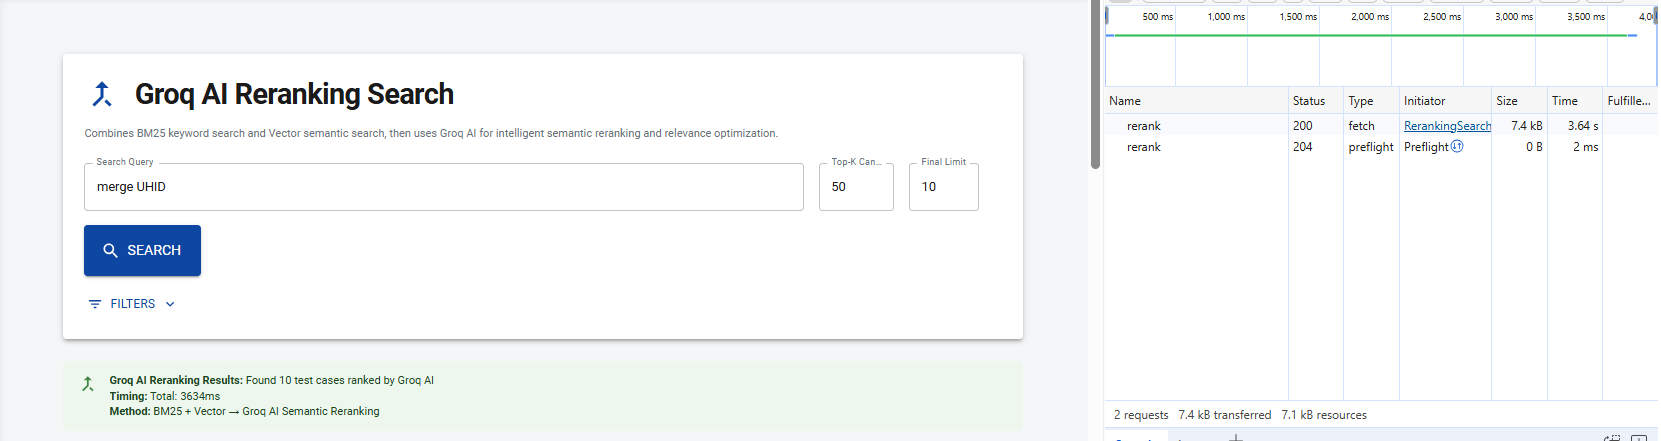 Groq AI Reranking Search
Combines BM25 keyword search and Vector semantic search, then uses Groq AI for intelligent semantic reranking and relevance optimization.
Search Query
merge UHID
Top-K Can...
50
Final Limit
10
SEARCH
FILTERS
Groq AI Reranking Results: Found 10 test cases ranked by Groq AI
Timing: Total: 3634ms
Method: BM25 + Vector → Groq AI Semantic Reranking
500 ms 1,000 ms 1,500 ms 2,000 ms 2,500 ms 3,000 ms 3,500 ms
Name Status Type Initiator Size Time Fulfille...
rerank 200 fetch RerankingSearch 7.4 kB 3.64 s
rerank 204 preflight Preflight 0 B 2 ms
2 requests 7.4 kB transferred 7.1 kB resources